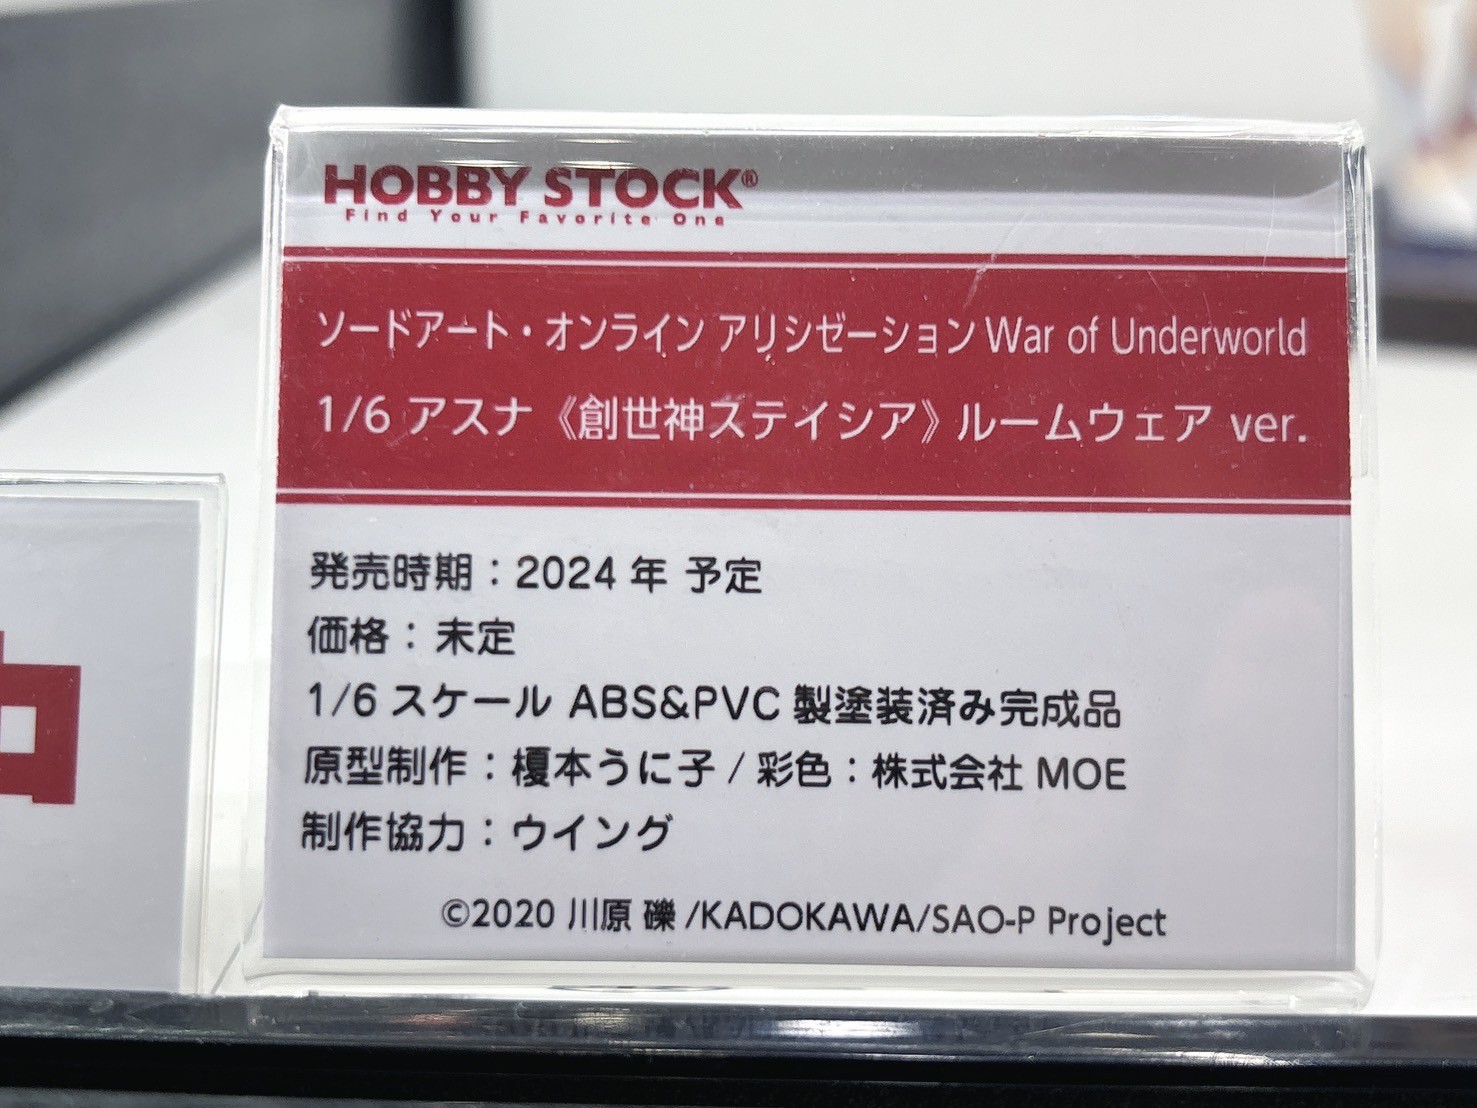 HOBBY STOCK®
Find Your Favorite One
ソードアート・オンライン アリシゼーション War of Underworld
1/6 アスナ《創世神ステイシア》ルームウェア ver.
発売時期：2024 年 予定
価格：未定
1/6 スケール ABS&PVC 製塗装済み完成品
原型制作：榎本うに子 / 彩色：株式会社 MOE
制作協力：ウイング
©2020 川原 礫 /KADOKAWA/SAO-P Project